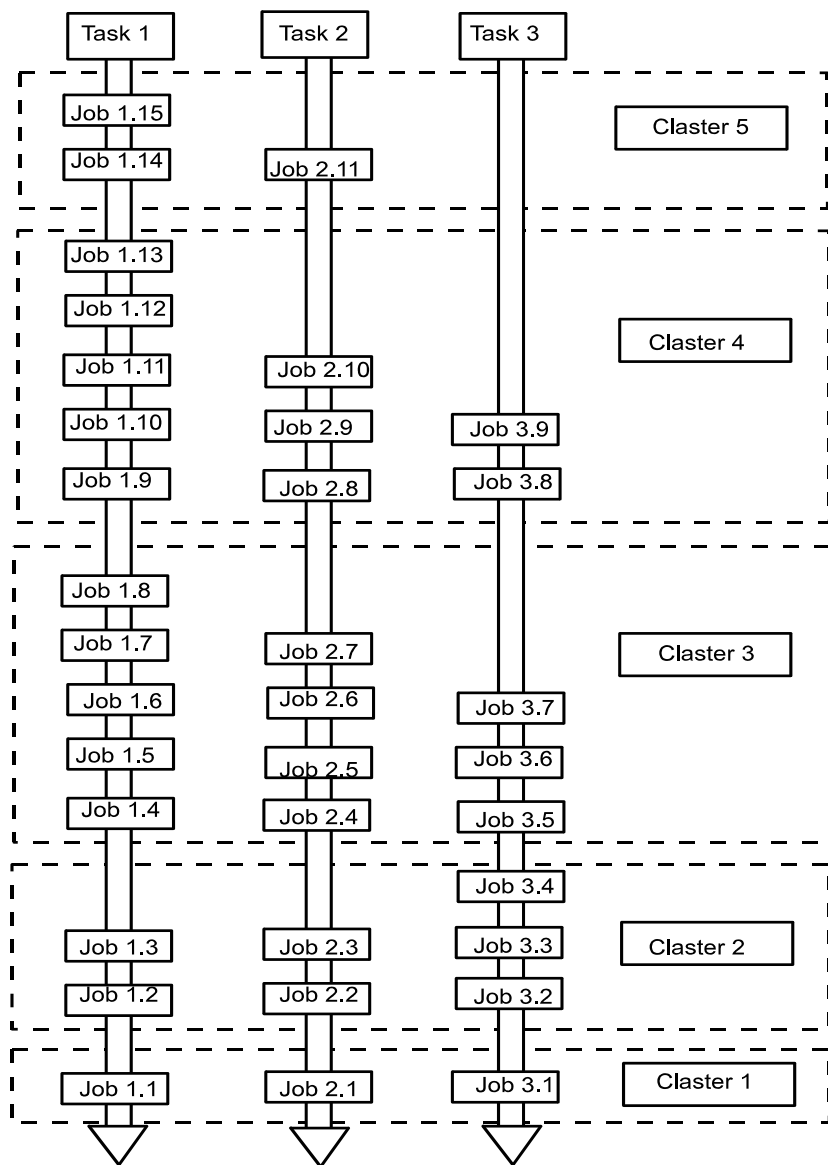 Task 1
Task 2
Task 3
Job 1.15
Claster 5
Job 1.14
Job 2.11
Job 1.13
Job 1.12
Claster 4
Job 1.11
Job 2.10
Job 1.10
Job 2.9
Job 3.9
Job 1.9
Job 2.8
Job 3.8
Job 1.8
Job 1.7
Job 2.7
Claster 3
Job 1.6
Job 2.6
Job 3.7
Job 1.5
Job 2.5
Job 3.6
Job 1.4
Job 2.4
Job 3.5
Job 3.4
Job 1.3
Job 2.3
Job 3.3
Claster 2
Job 1.2
Job 2.2
Job 3.2
Job 1.1
Job 2.1
Job 3.1
Claster 1